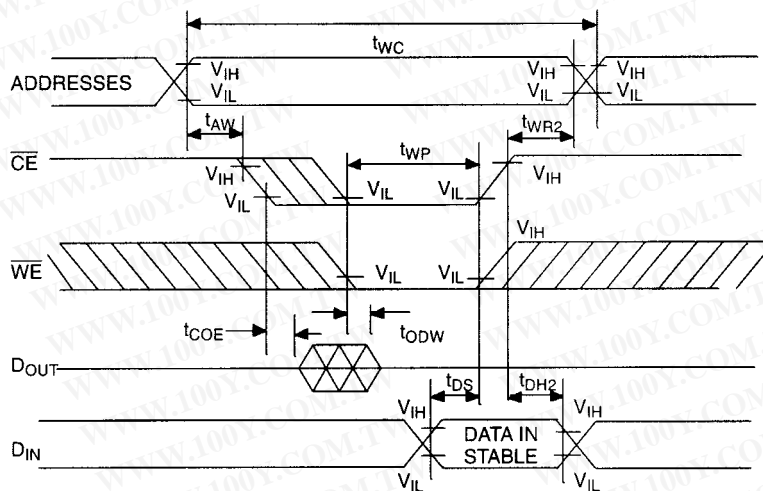 tWC
ADDRESSES
VIH VIH VIH
VIL VIL VIL
tAW tWR2
CE tWP
VIH VIH
VIL VIL VIL
VIH
WE
VIL VIL
tCOE tODW
DOUT
tDS tDH2
VIH VIH
DIN DATA IN
STABLE
VIL VIL
WWW.100Y.COM.TW